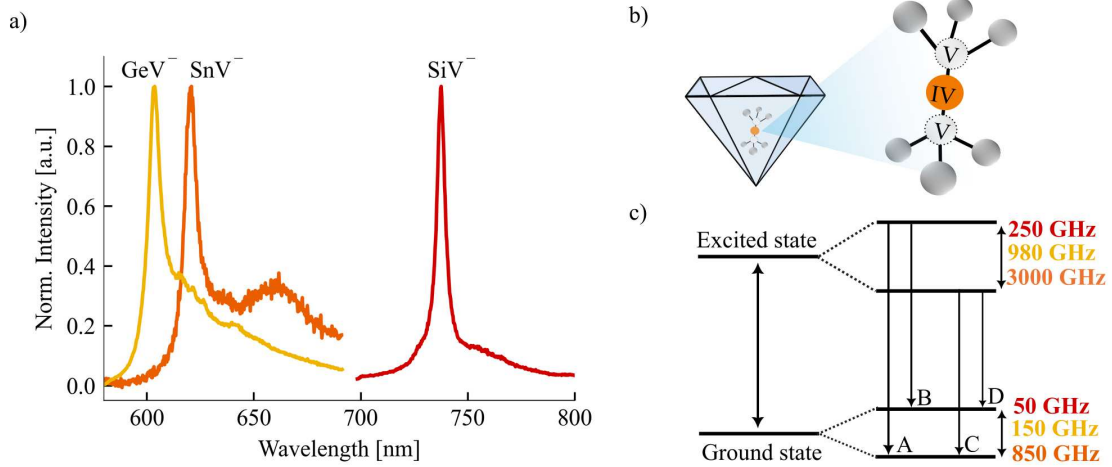 a)
GeV⁻ SnV⁻ SiV⁻
1.0
0.8
0.6
0.4
0.2
0.0
Norm. Intensity [a.u.]
600 650 700 750 800
Wavelength [nm]
b)
V
IV
V
c)
Excited state
250 GHz
980 GHz
3000 GHz
B D
50 GHz
150 GHz
850 GHz
A C
Ground state